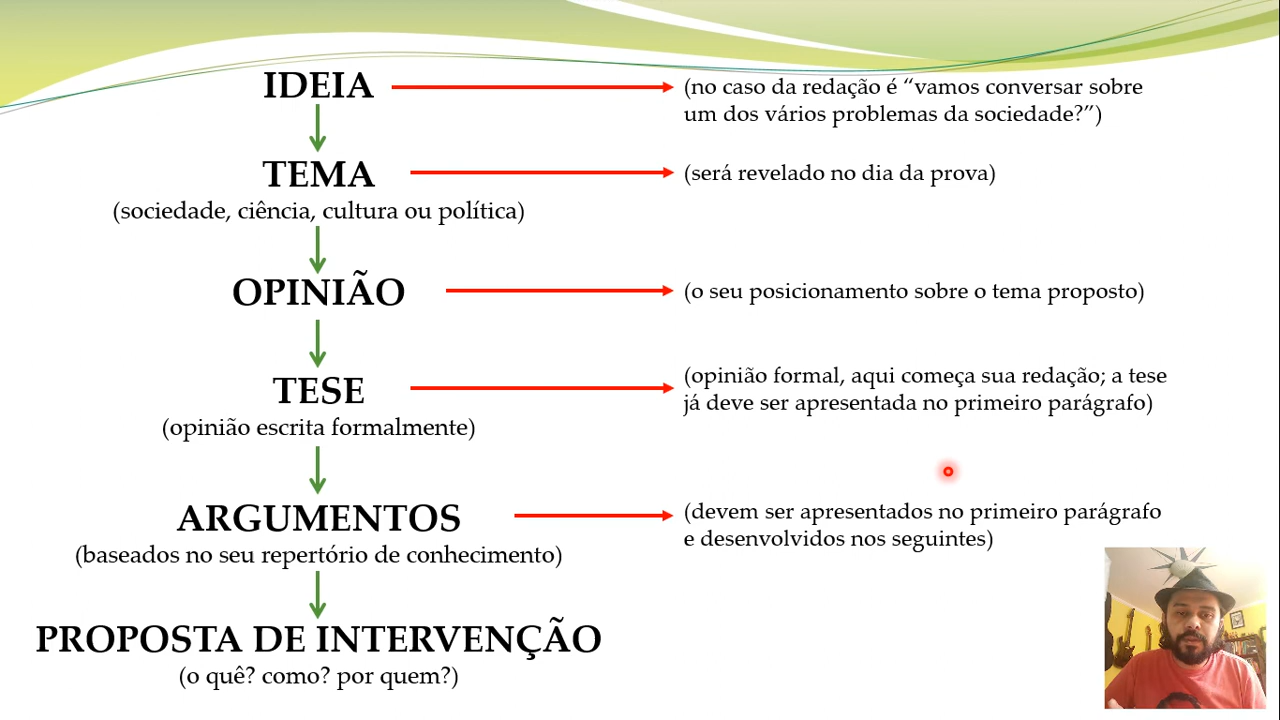 IDEIA
(no caso da redação é “vamos conversar sobre
um dos vários problemas da sociedade?”)
TEMA
(será revelado no dia da prova)
(sociedade, ciência, cultura ou política)
OPINIÃO
(o seu posicionamento sobre o tema proposto)
TESE
(opinião formal, aqui começa sua redação; a tese
já deve ser apresentada no primeiro parágrafo)
(opinião escrita formalmente)
ARGUMENTOS
(devem ser apresentados no primeiro parágrafo
e desenvolvidos nos seguintes)
(baseados no seu repertório de conhecimento)
PROPOSTA DE INTERVENÇÃO
(o quê? como? por quem?)